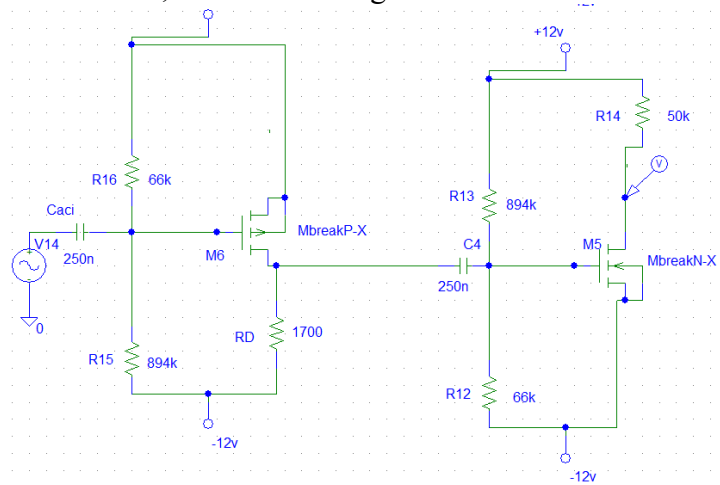 +12v
R14
50k
R16
66k
R13
894k
Caci
MbreakP-X
C4
M5
V14
M6
MbreakN-X
250n
250n
0
RD
1700
R15
894k
R12
66k
-12v
-12v
V